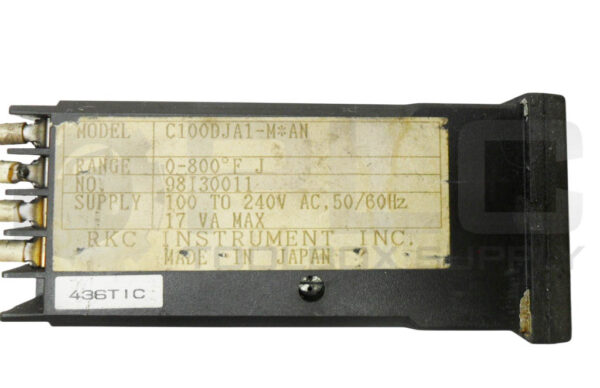 MODEL C100DJA1-M*AN
RANGE 0-800°F J
NO. 98I30011
SUPPLY 100 TO 240V AC.50/60Hz
17 VA MAX
RKC INSTRUMENT INC.
MADE IN JAPAN
436TIC